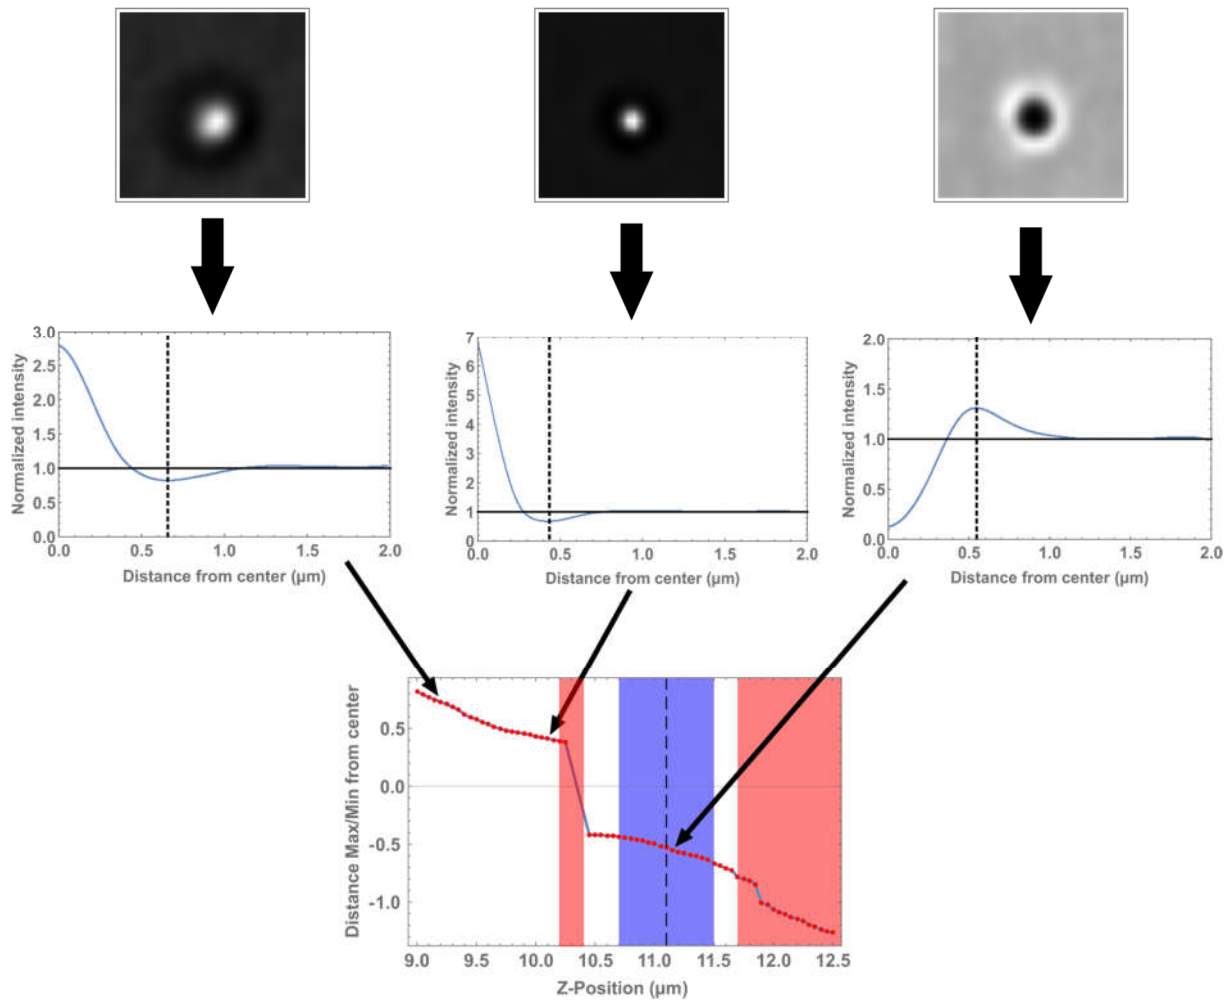 3.0
2.5
2.0
1.5
1.0
0.5
0.0
Normalized intensity
0.0 0.5 1.0 1.5 2.0
Distance from center (μm)
7
6
5
4
3
2
1
0
Normalized intensity
0.0 0.5 1.0 1.5 2.0
Distance from center (μm)
2.0
1.5
1.0
0.5
0.0
Normalized intensity
0.0 0.5 1.0 1.5 2.0
Distance from center (μm)
0.5
0.0
-0.5
-1.0
Distance Max/Min from center
9.0 9.5 10.0 10.5 11.0 11.5 12.0 12.5
Z-Position (μm)